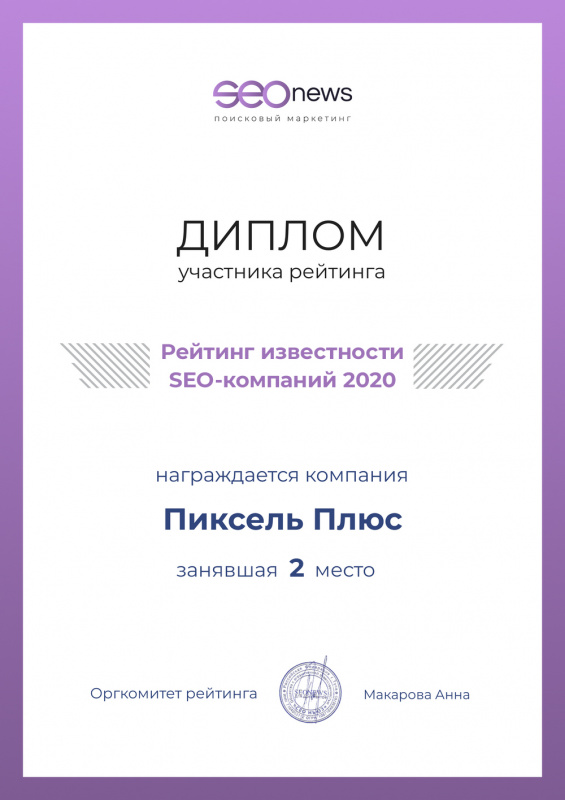 SEOnews
поисковый маркетинг
ДИПЛОМ
участника рейтинга
Рейтинг известности
SEO-компаний 2020
награждается компания
Пиксель Плюс
занявшая 2 место
Оргкомитет рейтинга
SEONEWS
Макарова Анна